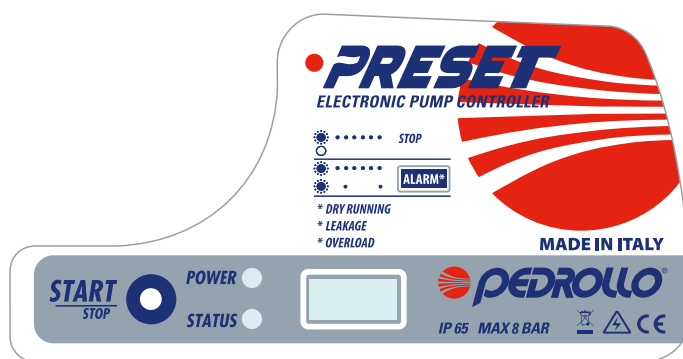 PRESET
ELECTRONIC PUMP CONTROLLER
STOP
ALARM*
* DRY RUNNING
* LEAKAGE
* OVERLOAD
MADE IN ITALY
START
STOP
POWER
STATUS
PEDROLLO®
IP 65 MAX 8 BAR
CE